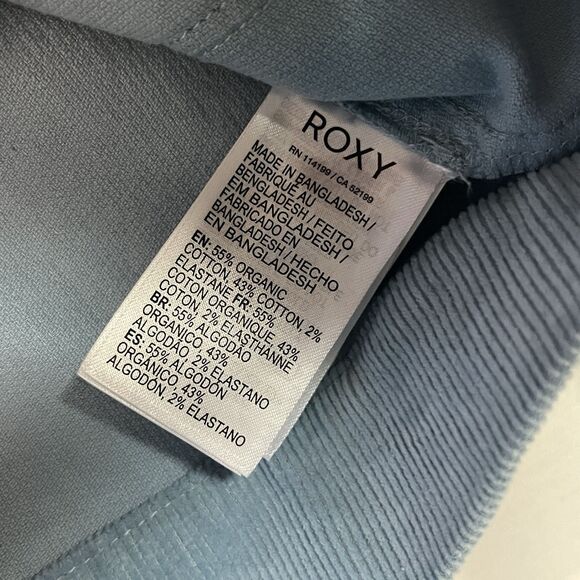 ROXY
RN 114199 / CA 52199
MADE IN BANGLADESH /
FABRIQUÉ AU
BENGLADESH / FEITO
EM BANGLADESH /
FABRICADO EN
BANGLADESH / HECHO
EN BANGLADESH
EN: 55% ORGANIC
COTTON, 43% COTTON, 2%
ELASTANE FR: 55%
COTON ORGANIQUE, 43%
COTON, 2% ELASTHANNE
BR: 55% ALGODÃO
ORGÂNICO, 43%
ALGODÃO, 2% ELASTANO
ES: 55% ALGODÓN
ORGÁNICO, 43%
ALGODÓN, 2% ELASTANO